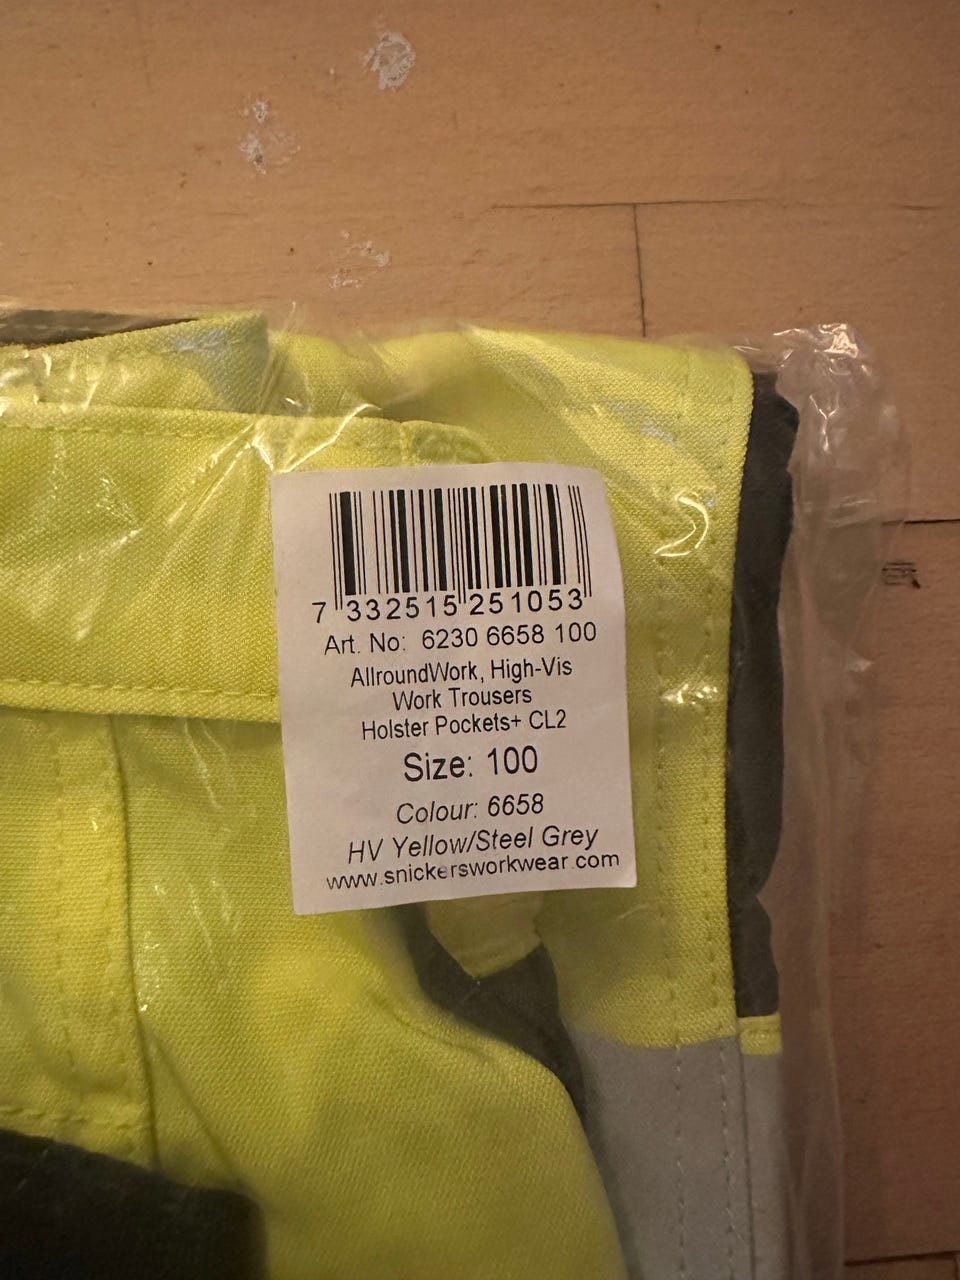 7 332515 251053
Art. No: 6230 6658 100
AllroundWork, High-Vis
Work Trousers
Holster Pockets+ CL2
Size: 100
Colour: 6658
HV Yellow/Steel Grey
www.snickersworkwear.com